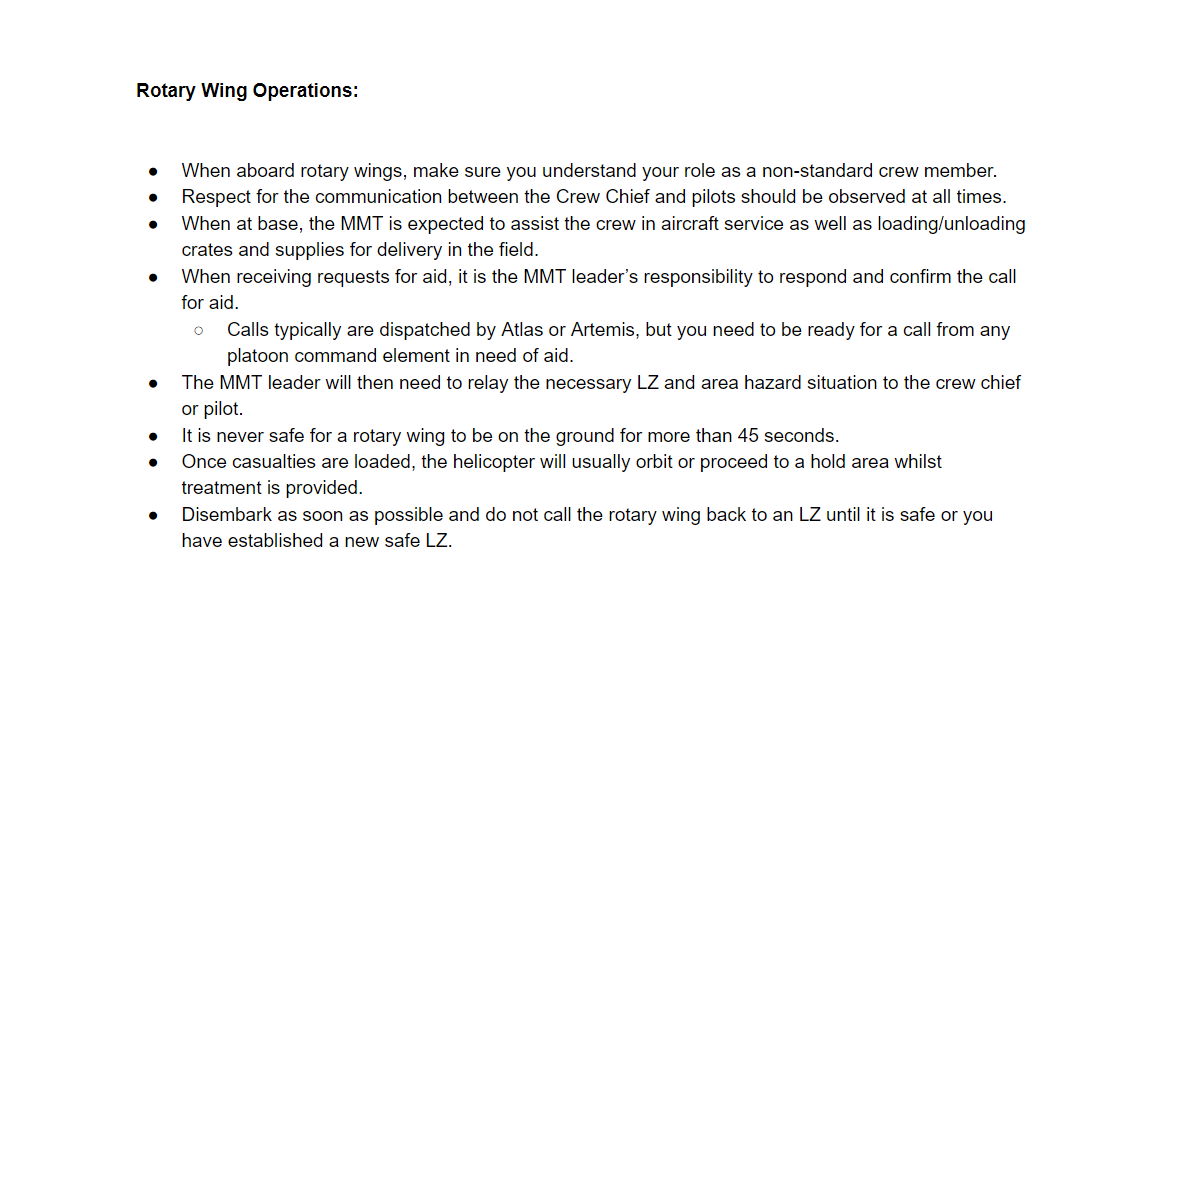 Rotary Wing Operations:
● When aboard rotary wings, make sure you understand your role as a non-standard crew member.
● Respect for the communication between the Crew Chief and pilots should be observed at all times.
● When at base, the MMT is expected to assist the crew in aircraft service as well as loading/unloading
crates and supplies for delivery in the field.
● When receiving requests for aid, it is the MMT leader’s responsibility to respond and confirm the call
for aid.
○ Calls typically are dispatched by Atlas or Artemis, but you need to be ready for a call from any
platoon command element in need of aid.
● The MMT leader will then need to relay the necessary LZ and area hazard situation to the crew chief
or pilot.
● It is never safe for a rotary wing to be on the ground for more than 45 seconds.
● Once casualties are loaded, the helicopter will usually orbit or proceed to a hold area whilst
treatment is provided.
● Disembark as soon as possible and do not call the rotary wing back to an LZ until it is safe or you
have established a new safe LZ.